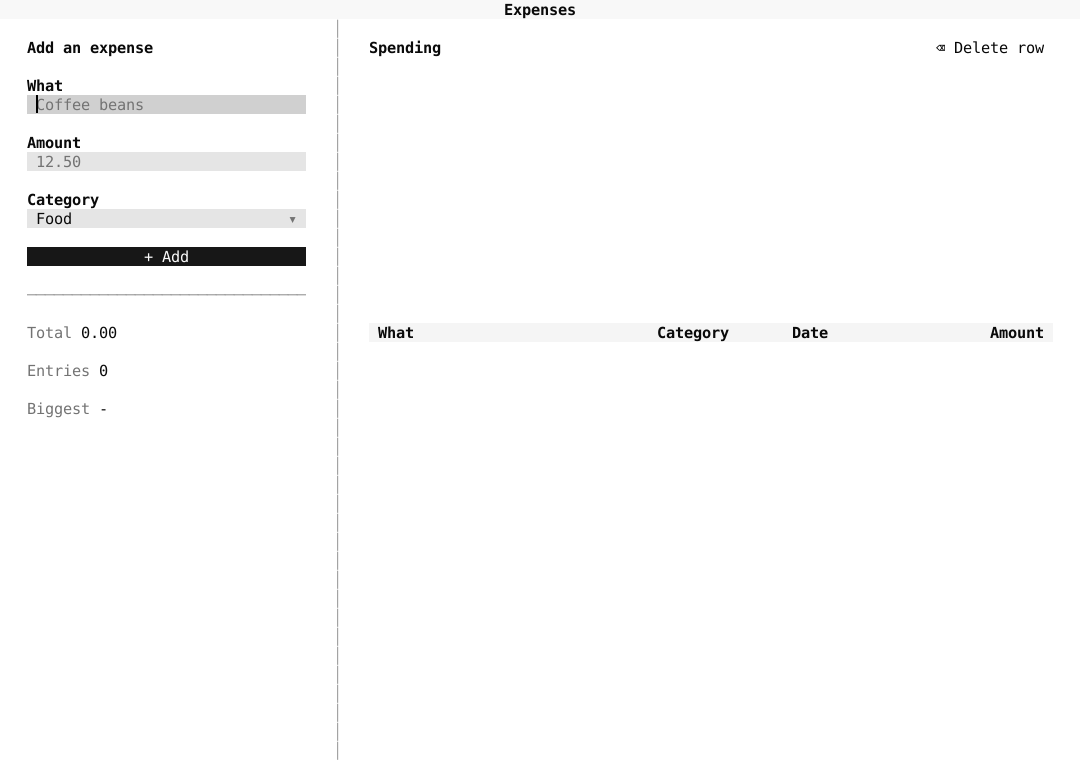 Expenses
Add an expense
What
Coffee beans
Amount
12.50
Category
Food ▾
+ Add
Total 0.00
Entries 0
Biggest -
Spending
⌫ Delete row
What Category Date Amount